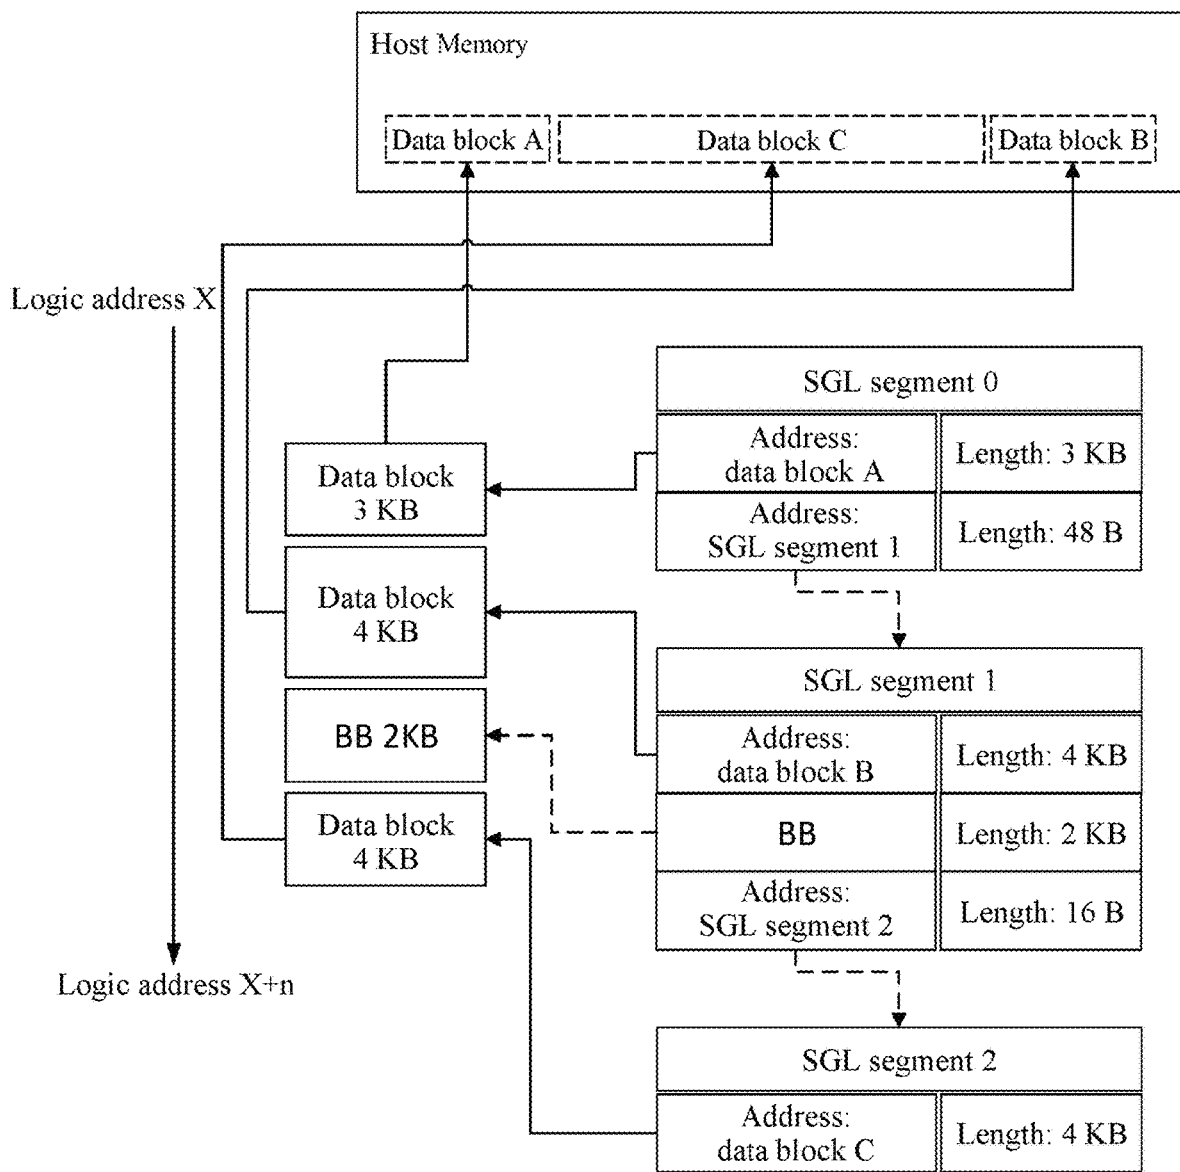 Host Memory
Data block A
Data block C
Data block B
Logic address X
SGL segment 0
Address:
data block A
Length: 3 KB
Address:
SGL segment 1
Length: 48 B
Data block
3 KB
Data block
4 KB
BB 2KB
Data block
4 KB
SGL segment 1
Address:
data block B
Length: 4 KB
BB
Length: 2 KB
Address:
SGL segment 2
Length: 16 B
Logic address X+n
SGL segment 2
Address:
data block C
Length: 4 KB